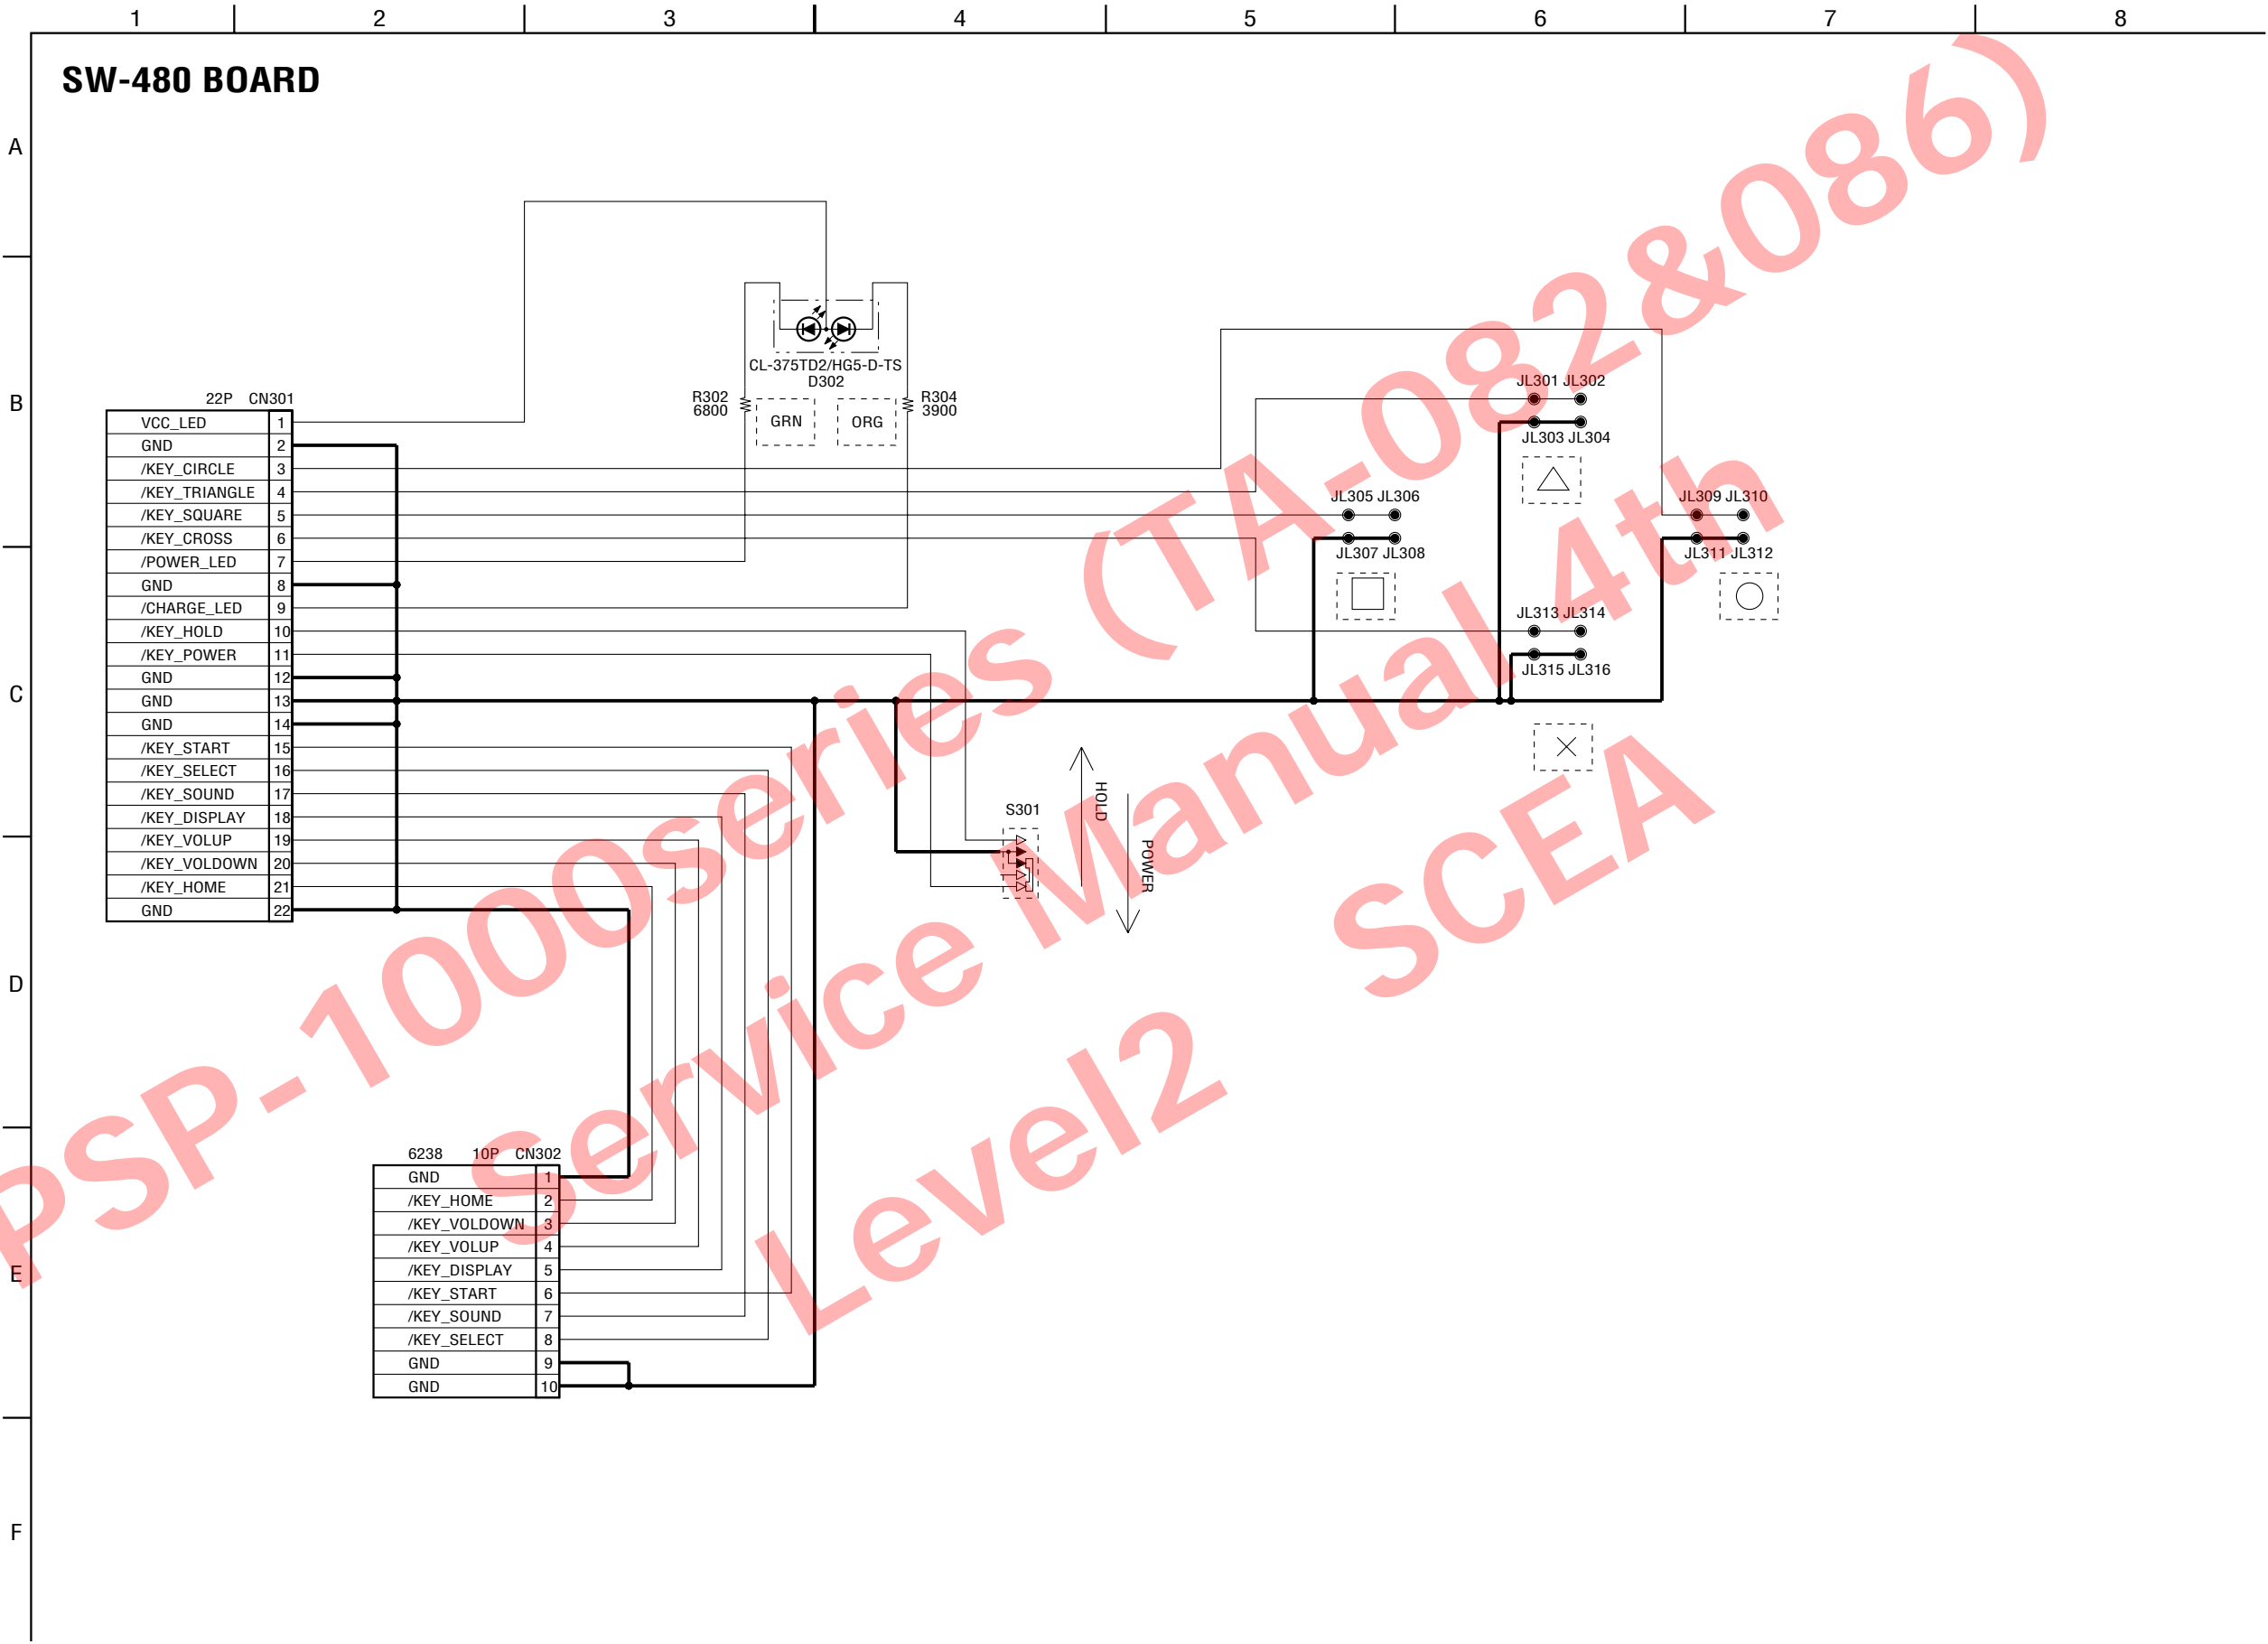 1 2 3 4 5 6 7 8
SW-480 BOARD
A
B
C
D
E
F
CL-375TD2/HG5-D-TS
D302
R302
6800
GRN
ORG
R304
3900
22P CN301
VCC_LED 1
GND 2
/KEY_CIRCLE 3
/KEY_TRIANGLE 4
/KEY_SQUARE 5
/KEY_CROSS 6
/POWER_LED 7
GND 8
/CHARGE_LED 9
/KEY_HOLD 10
/KEY_POWER 11
GND 12
GND 13
GND 14
/KEY_START 15
/KEY_SELECT 16
/KEY_SOUND 17
/KEY_DISPLAY 18
/KEY_VOLUP 19
/KEY_VOLDOWN 20
/KEY_HOME 21
GND 22
JL301 JL302
JL303 JL304
JL305 JL306
JL307 JL308
JL309 JL310
JL311 JL312
JL313 JL314
JL315 JL316
S301
HOLD
POWER
6238 10P CN302
GND 1
/KEY_HOME 2
/KEY_VOLDOWN 3
/KEY_VOLUP 4
/KEY_DISPLAY 5
/KEY_START 6
/KEY_SOUND 7
/KEY_SELECT 8
GND 9
GND 10
PSP-1000series (TA-082&086)
Service Manual 4th
Level2 SCEA